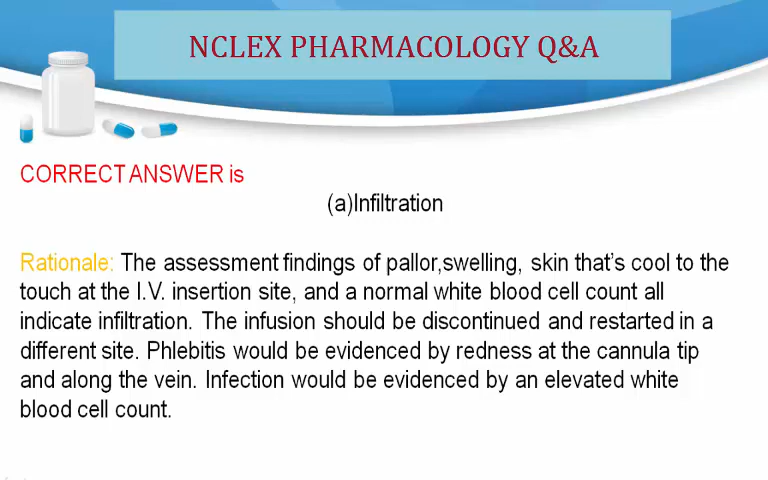 NCLEX PHARMACOLOGY Q&A
CORRECT ANSWER is
(a)Infiltration
Rationale: The assessment findings of pallor,swelling, skin that's cool to the
touch at the I.V. insertion site, and a normal white blood cell count all
indicate infiltration. The infusion should be discontinued and restarted in a
different site. Phlebitis would be evidenced by redness at the cannula tip
and along the vein. Infection would be evidenced by an elevated white
blood cell count.